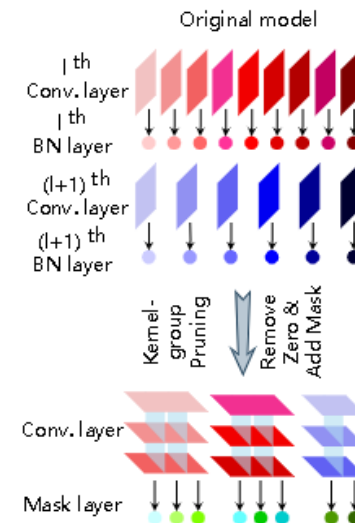 Original model
l th
Conv. layer
l th
BN layer
(l+1) th
Conv. layer
(l+1) th
BN layer
Kernel-
group
Pruning
Remove
Zero &
Add Mask
Conv. layer
Mask layer